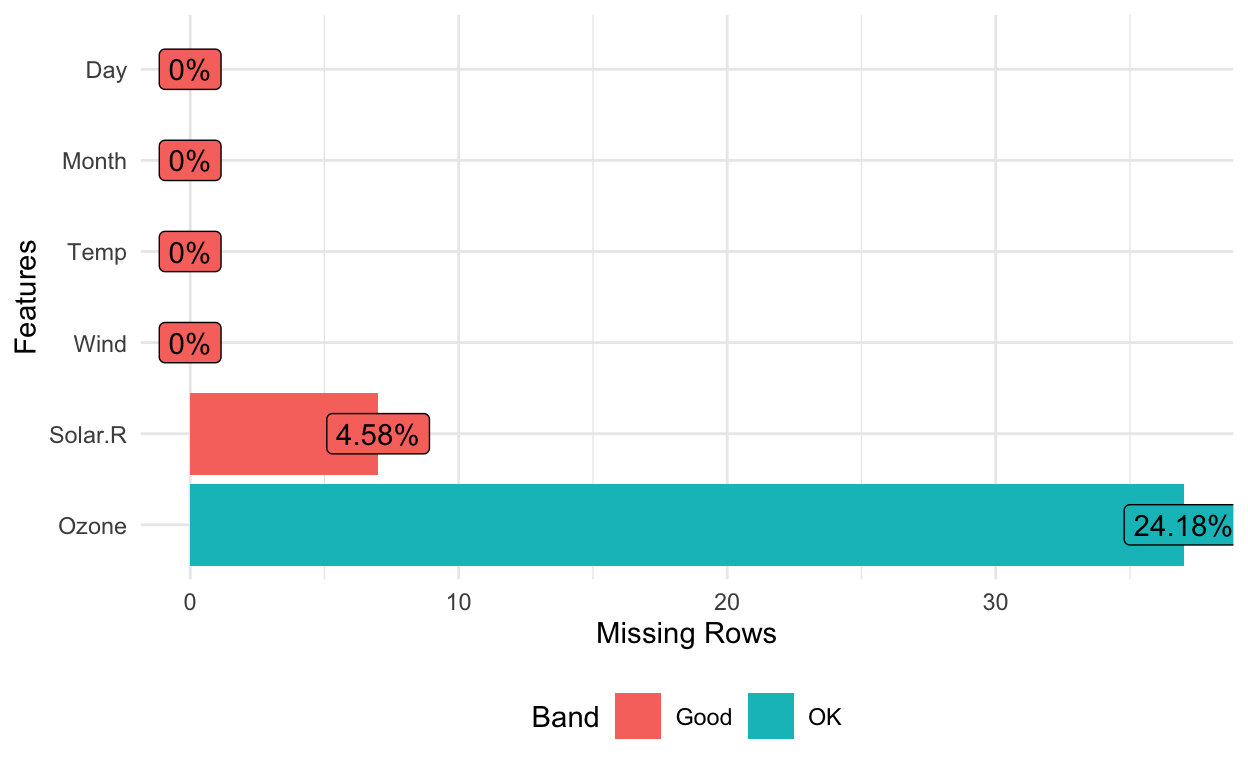 Features
Day
0%
Month
0%
Temp
0%
Wind
0%
Solar.R
4.58%
Ozone
24.18%
0 10 20 30
Missing Rows
Band Good OK